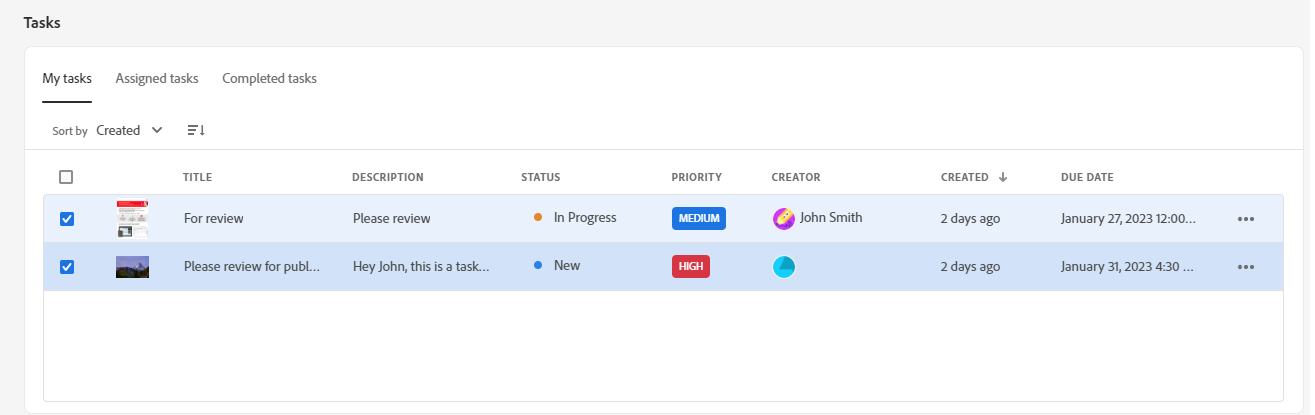 Tasks
My tasks Assigned tasks Completed tasks
Sort by Created
TITLE DESCRIPTION STATUS PRIORITY CREATOR CREATED DUE DATE
For review Please review In Progress MEDIUM John Smith 2 days ago January 27, 2023 12:00...
Please review for publ... Hey John, this is a task... New HIGH 2 days ago January 31, 2023 4:30 ...